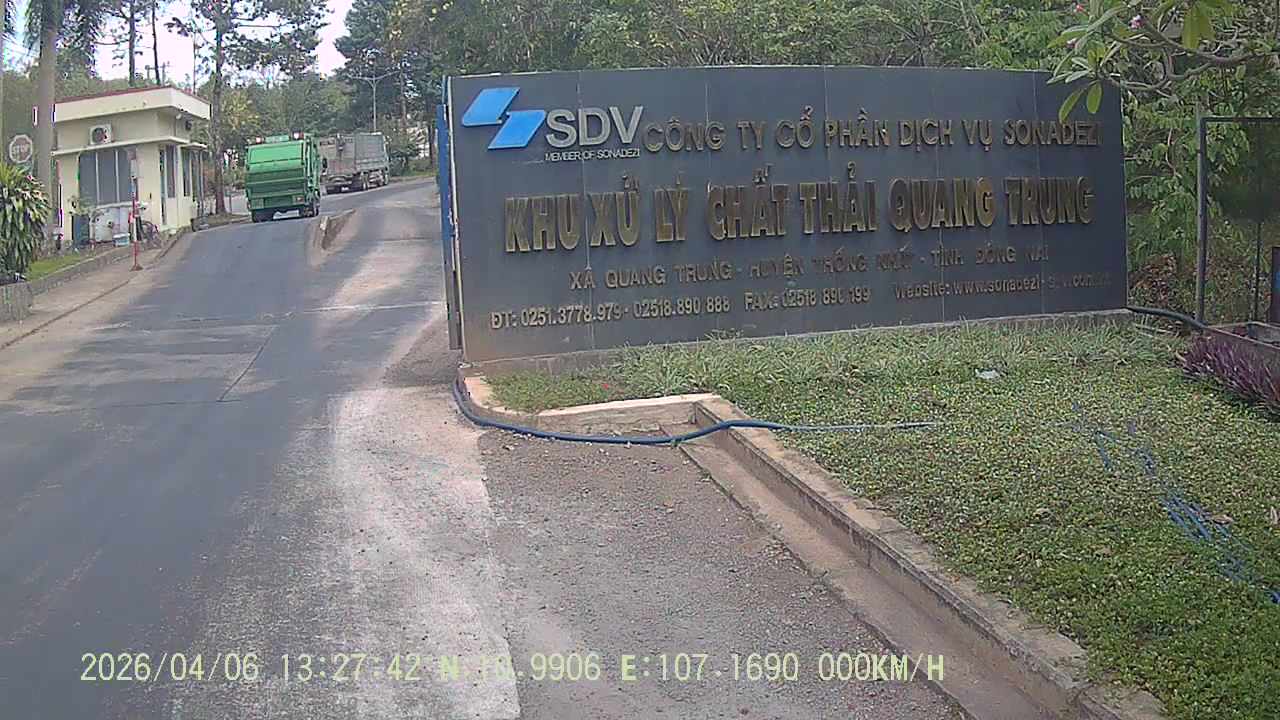 STOP
SDV
MEMBER OF SONADEZI
CÔNG TY CỔ PHẦN DỊCH VỤ SONADEZI
KHU XỬ LÝ CHẤT THẢI QUANG TRUNG
XÃ QUANG TRUNG - HUYỆN THỐNG NHẤT - TỈNH ĐỒNG NAI
ĐT: 0251.3778.979 - 02518.890 888 FAX: 02518 890 199 Website: www.sonadezi
2026/04/06 13:27:42 N:10.9906 E:107.1690 000KM/H